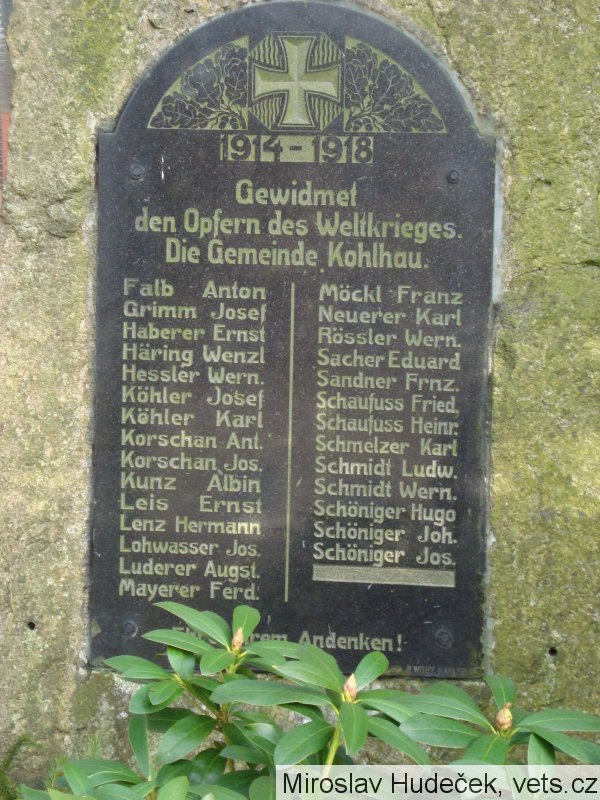 1914-1918
Gewidmet
den Opfern des Weltkrieges.
Die Gemeinde Kohlhau.
Falb Anton
Grimm Josef
Haberer Ernst
Häring Wenzl
Hessler Wern.
Köhler Josef
Köhler Karl
Korschan Ant.
Korschan Jos.
Kunz Albin
Leis Ernst
Lenz Hermann
Lohwasser Jos.
Luderer Augst.
Mayerer Ferd.
Möckl Franz
Neuerer Karl
Rössler Wern.
Sacher Eduard
Sandner Frnz.
Schaufuss Fried.
Schaufuss Heinr.
Schmelzer Karl
Schmidt Ludw.
Schmidt Wern.
Schöniger Hugo
Schöniger Joh.
Schöniger Jos.
Andenken!
Miroslav Hudeček, vets.cz